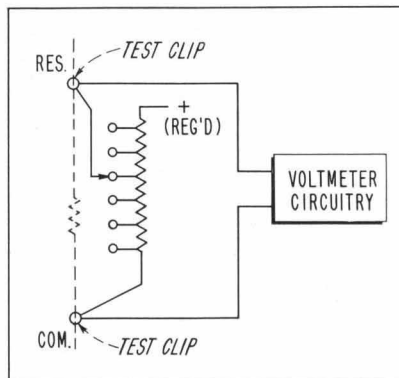 TEST CLIP
RES.
+
(REG'D)
VOLTMETER
CIRCUITRY
COM.
TEST CLIP